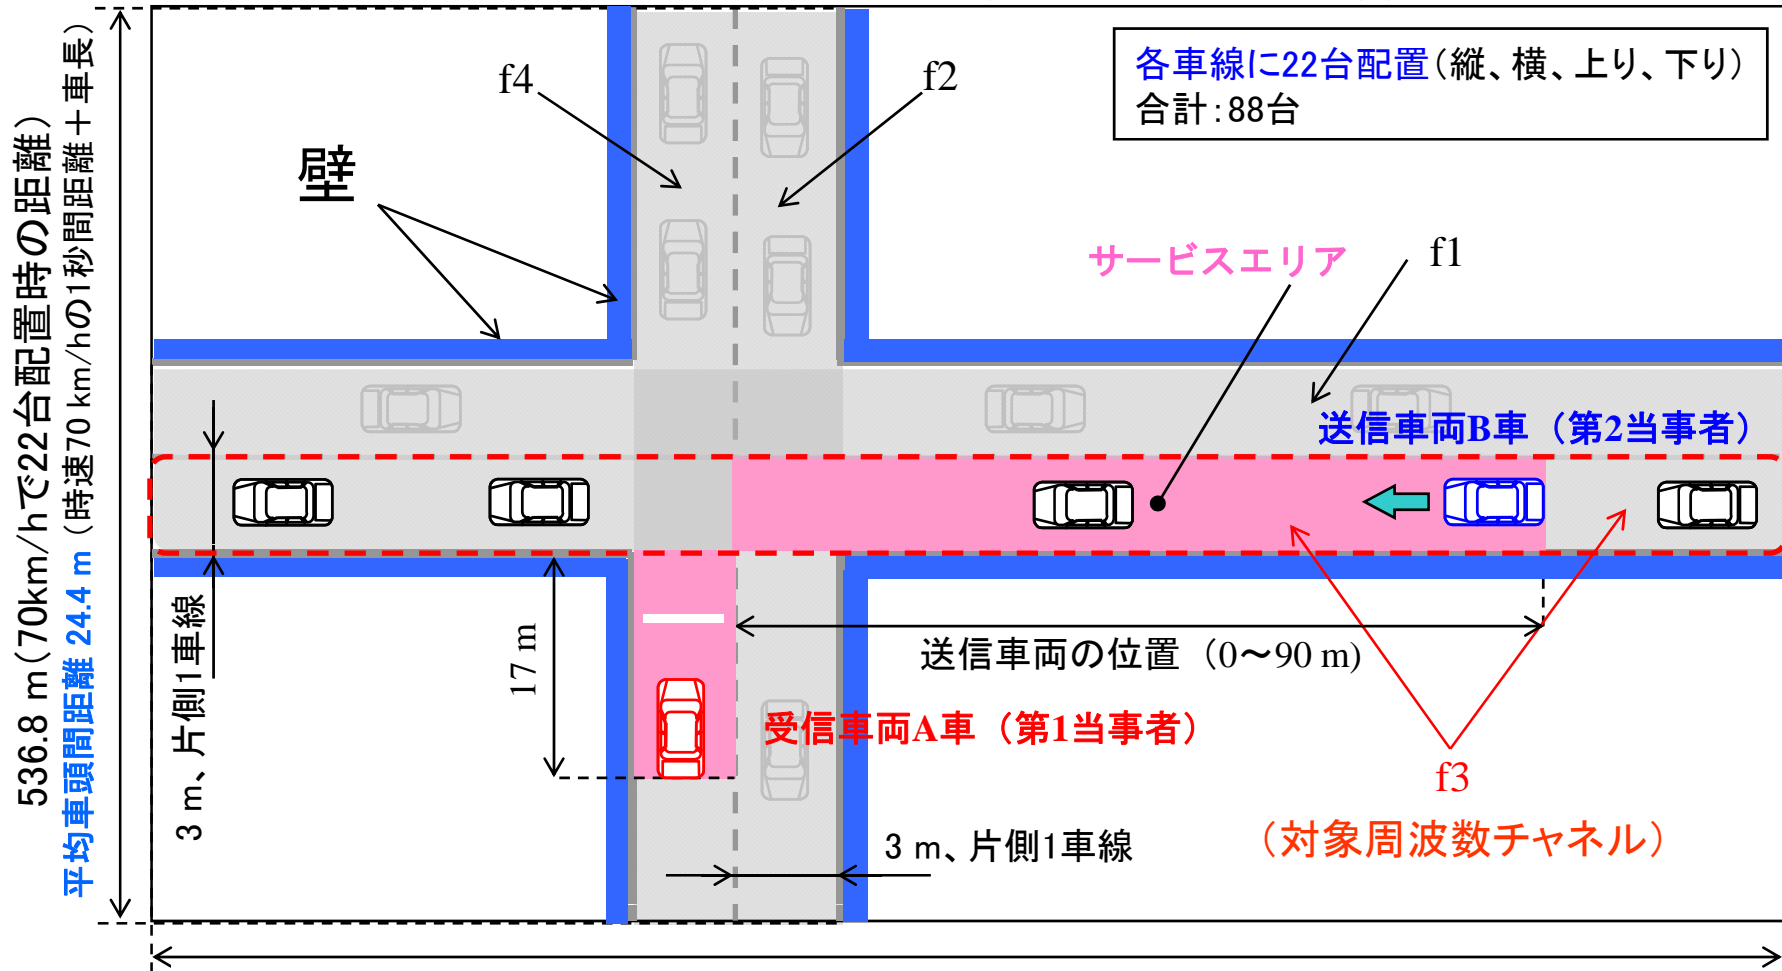 536.8 m(70km/hで22台配置時の距離)
平均車頭間距離 24.4 m (時速70 km/hの1秒間距離+車長)
f4
f2
各車線に22台配置(縦、横、上り、下り)
合計:88台
壁
サービスエリア
f1
送信車両B車(第2当事者)
3 m、片側1車線
17 m
送信車両の位置(0~90 m)
受信車両A車(第1当事者)
f3
(対象周波数チャネル)
3 m、片側1車線